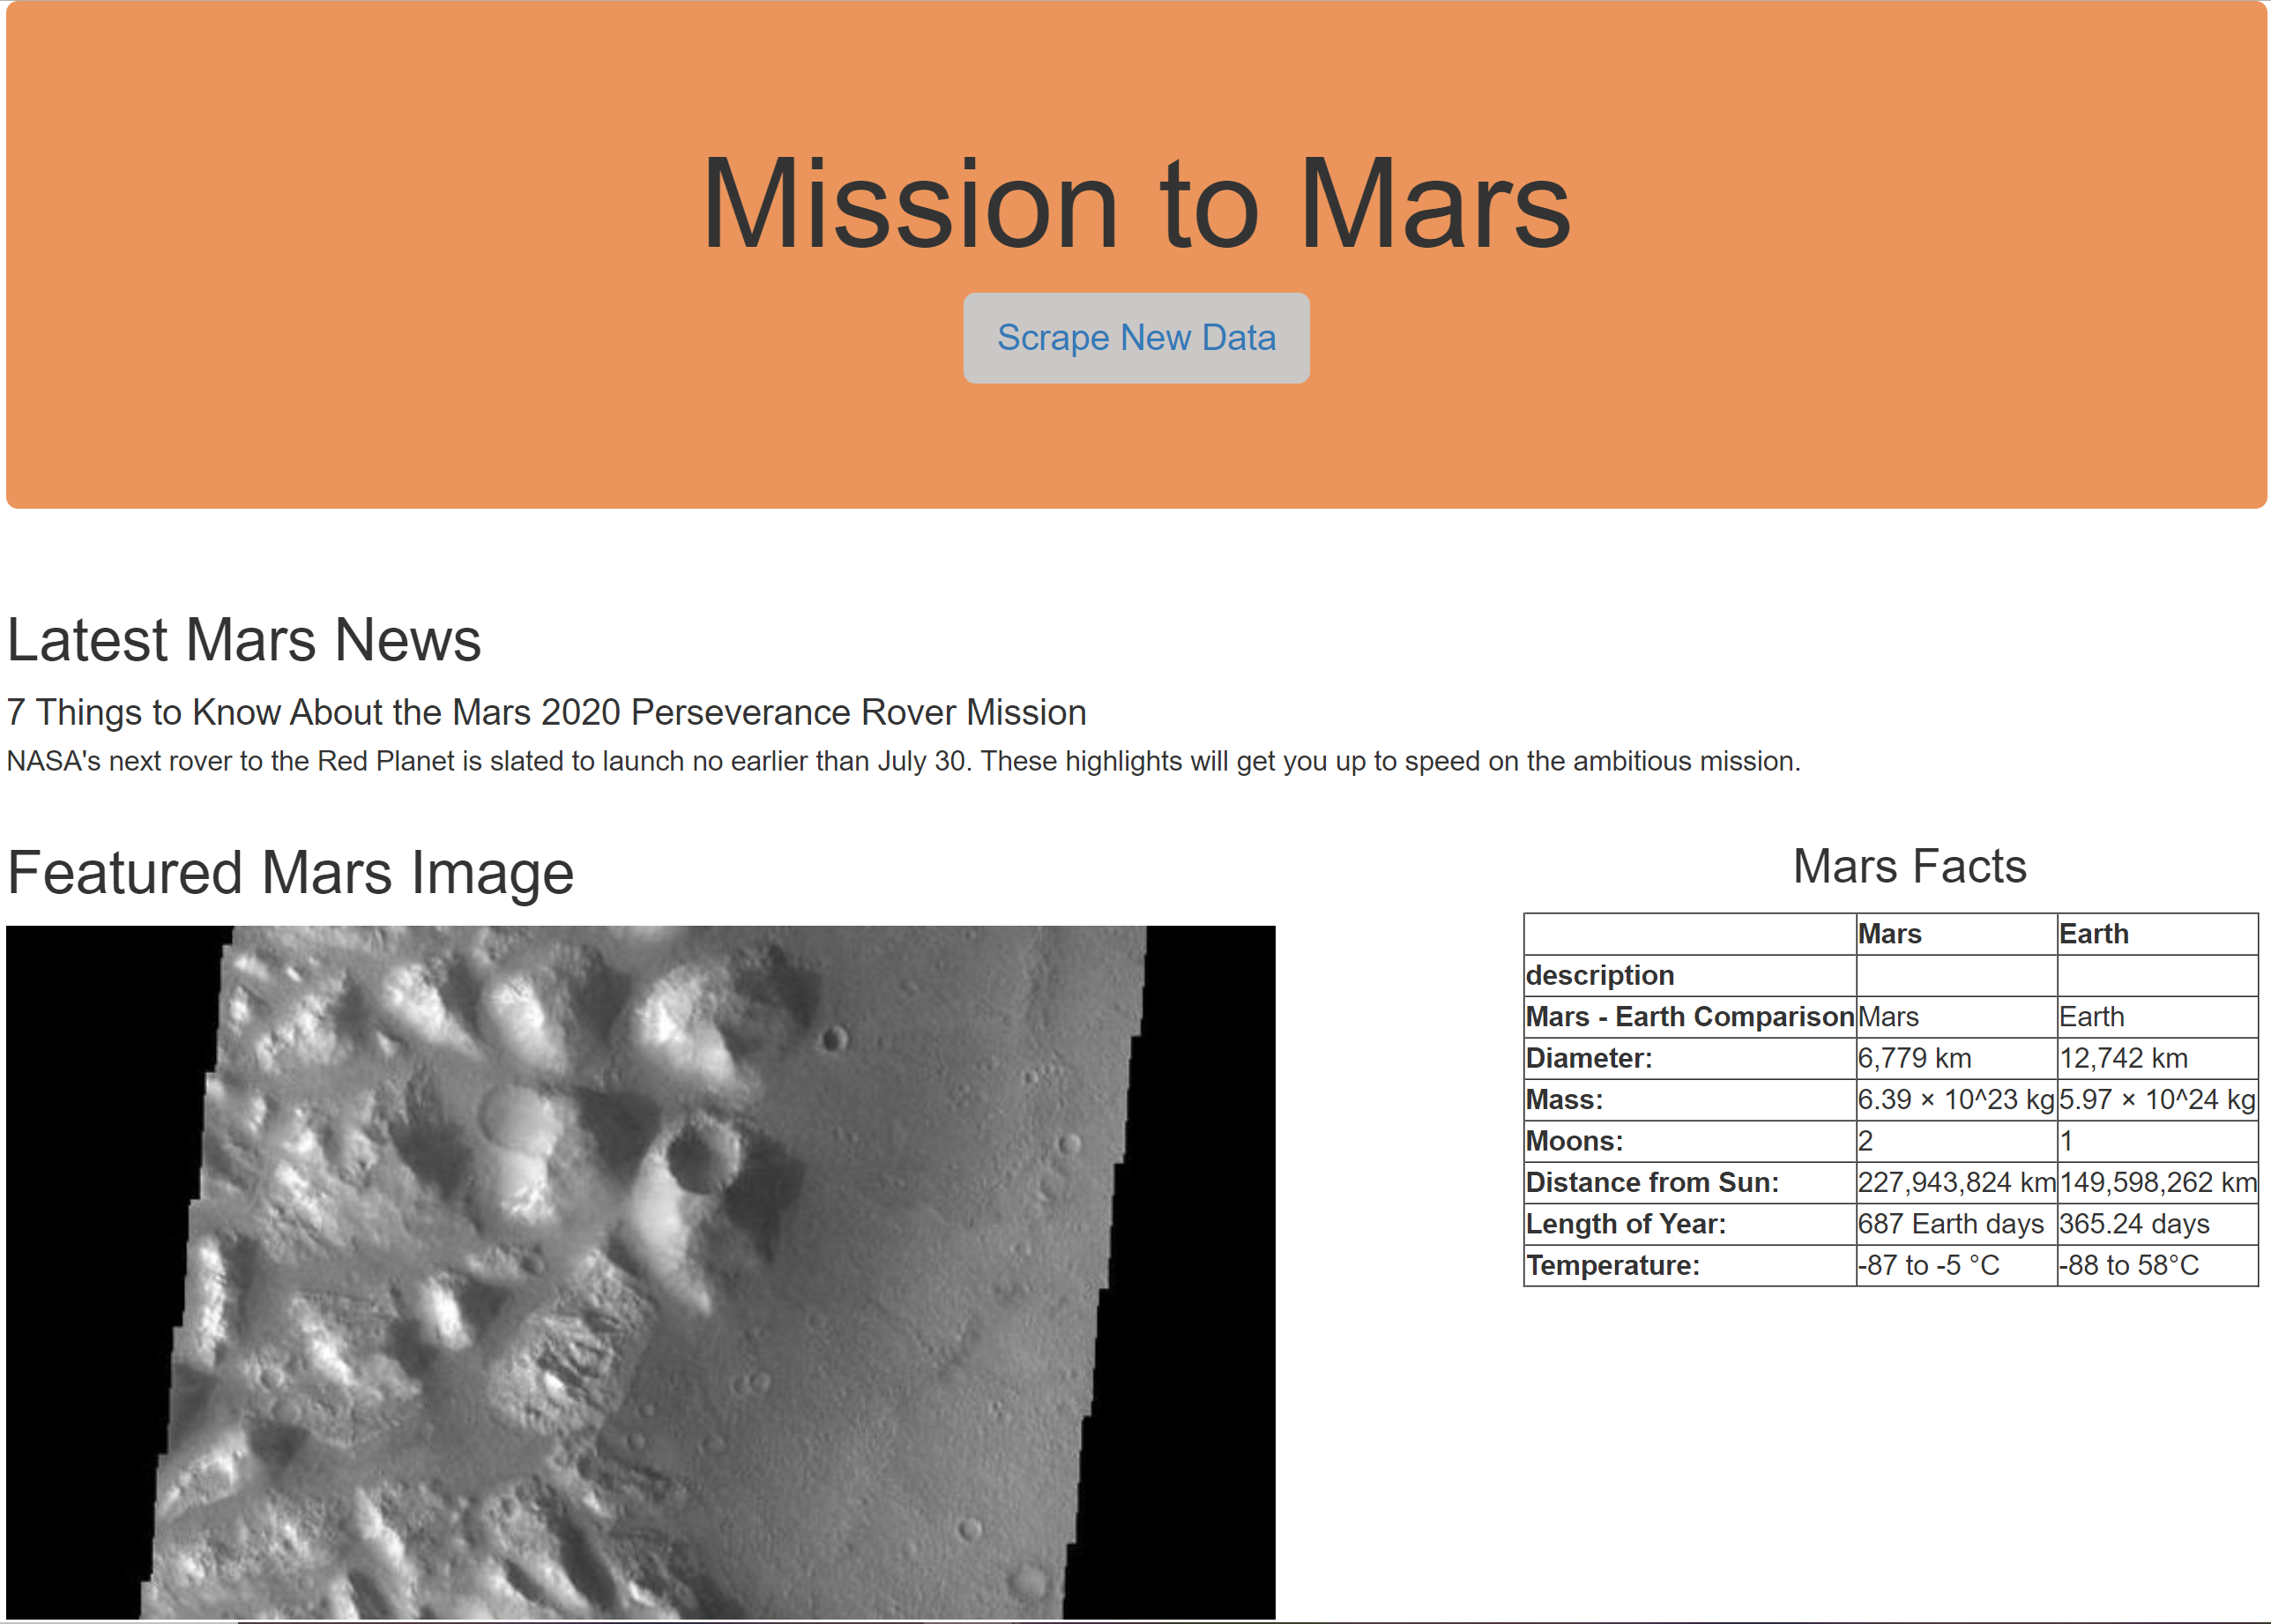 Mission to Mars
Scrape New Data
Latest Mars News
7 Things to Know About the Mars 2020 Perseverance Rover Mission
NASA's next rover to the Red Planet is slated to launch no earlier than July 30. These highlights will get you up to speed on the ambitious mission.
Featured Mars Image
Mars Facts
Mars Earth
description
Mars - Earth Comparison Mars Earth
Diameter: 6,779 km 12,742 km
Mass: 6.39 × 10^23 kg 5.97 × 10^24 kg
Moons: 2 1
Distance from Sun: 227,943,824 km 149,598,262 km
Length of Year: 687 Earth days 365.24 days
Temperature: -87 to -5 °C -88 to 58°C